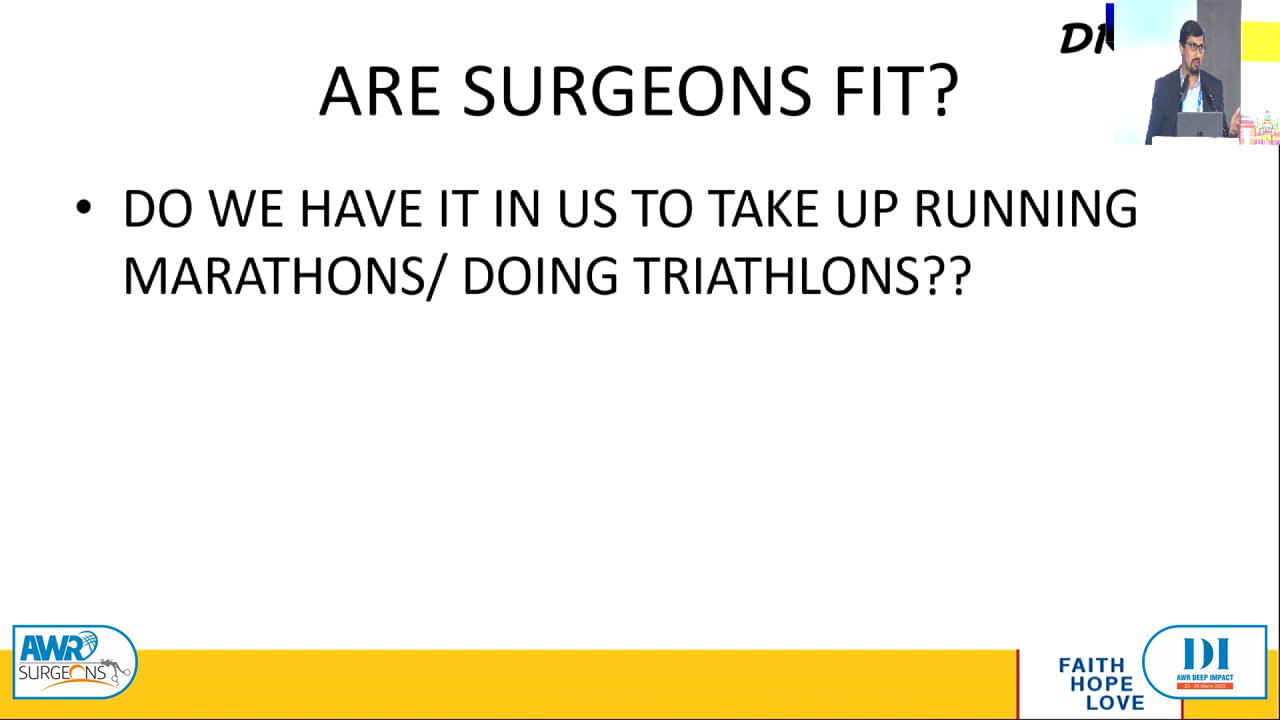 ARE SURGEONS FIT?
• DO WE HAVE IT IN US TO TAKE UP RUNNING
MARATHONS/ DOING TRIATHLONS??
AWR
SURGEONS
FAITH
HOPE
LOVE
DI
AWR DEEP IMPACT